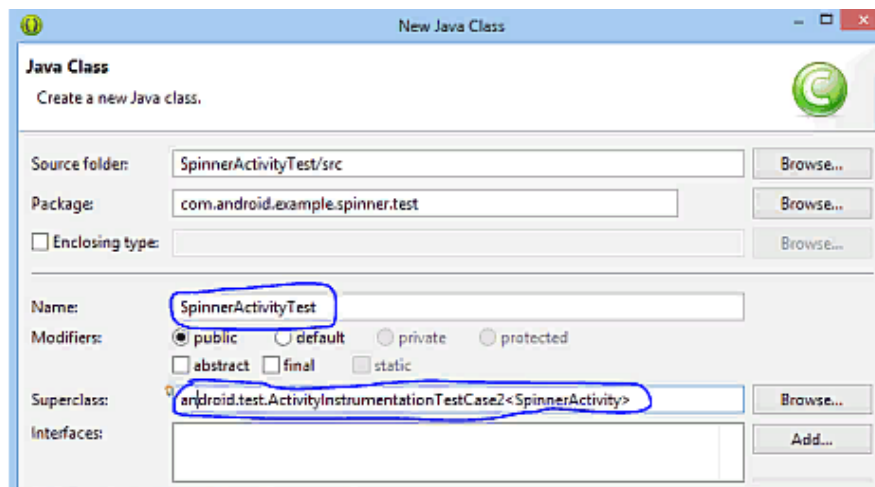 New Java Class
Java Class
Create a new Java class.
Source folder: SpinnerActivityTest/src Browse...
Package: com.android.example.spinner.test Browse...
Enclosing type: Browse...
Name: SpinnerActivityTest
Modifiers: public default private protected
abstract final static
Superclass: android.test.ActivityInstrumentationTestCase2<SpinnerActivity> Browse...
Interfaces: Add...